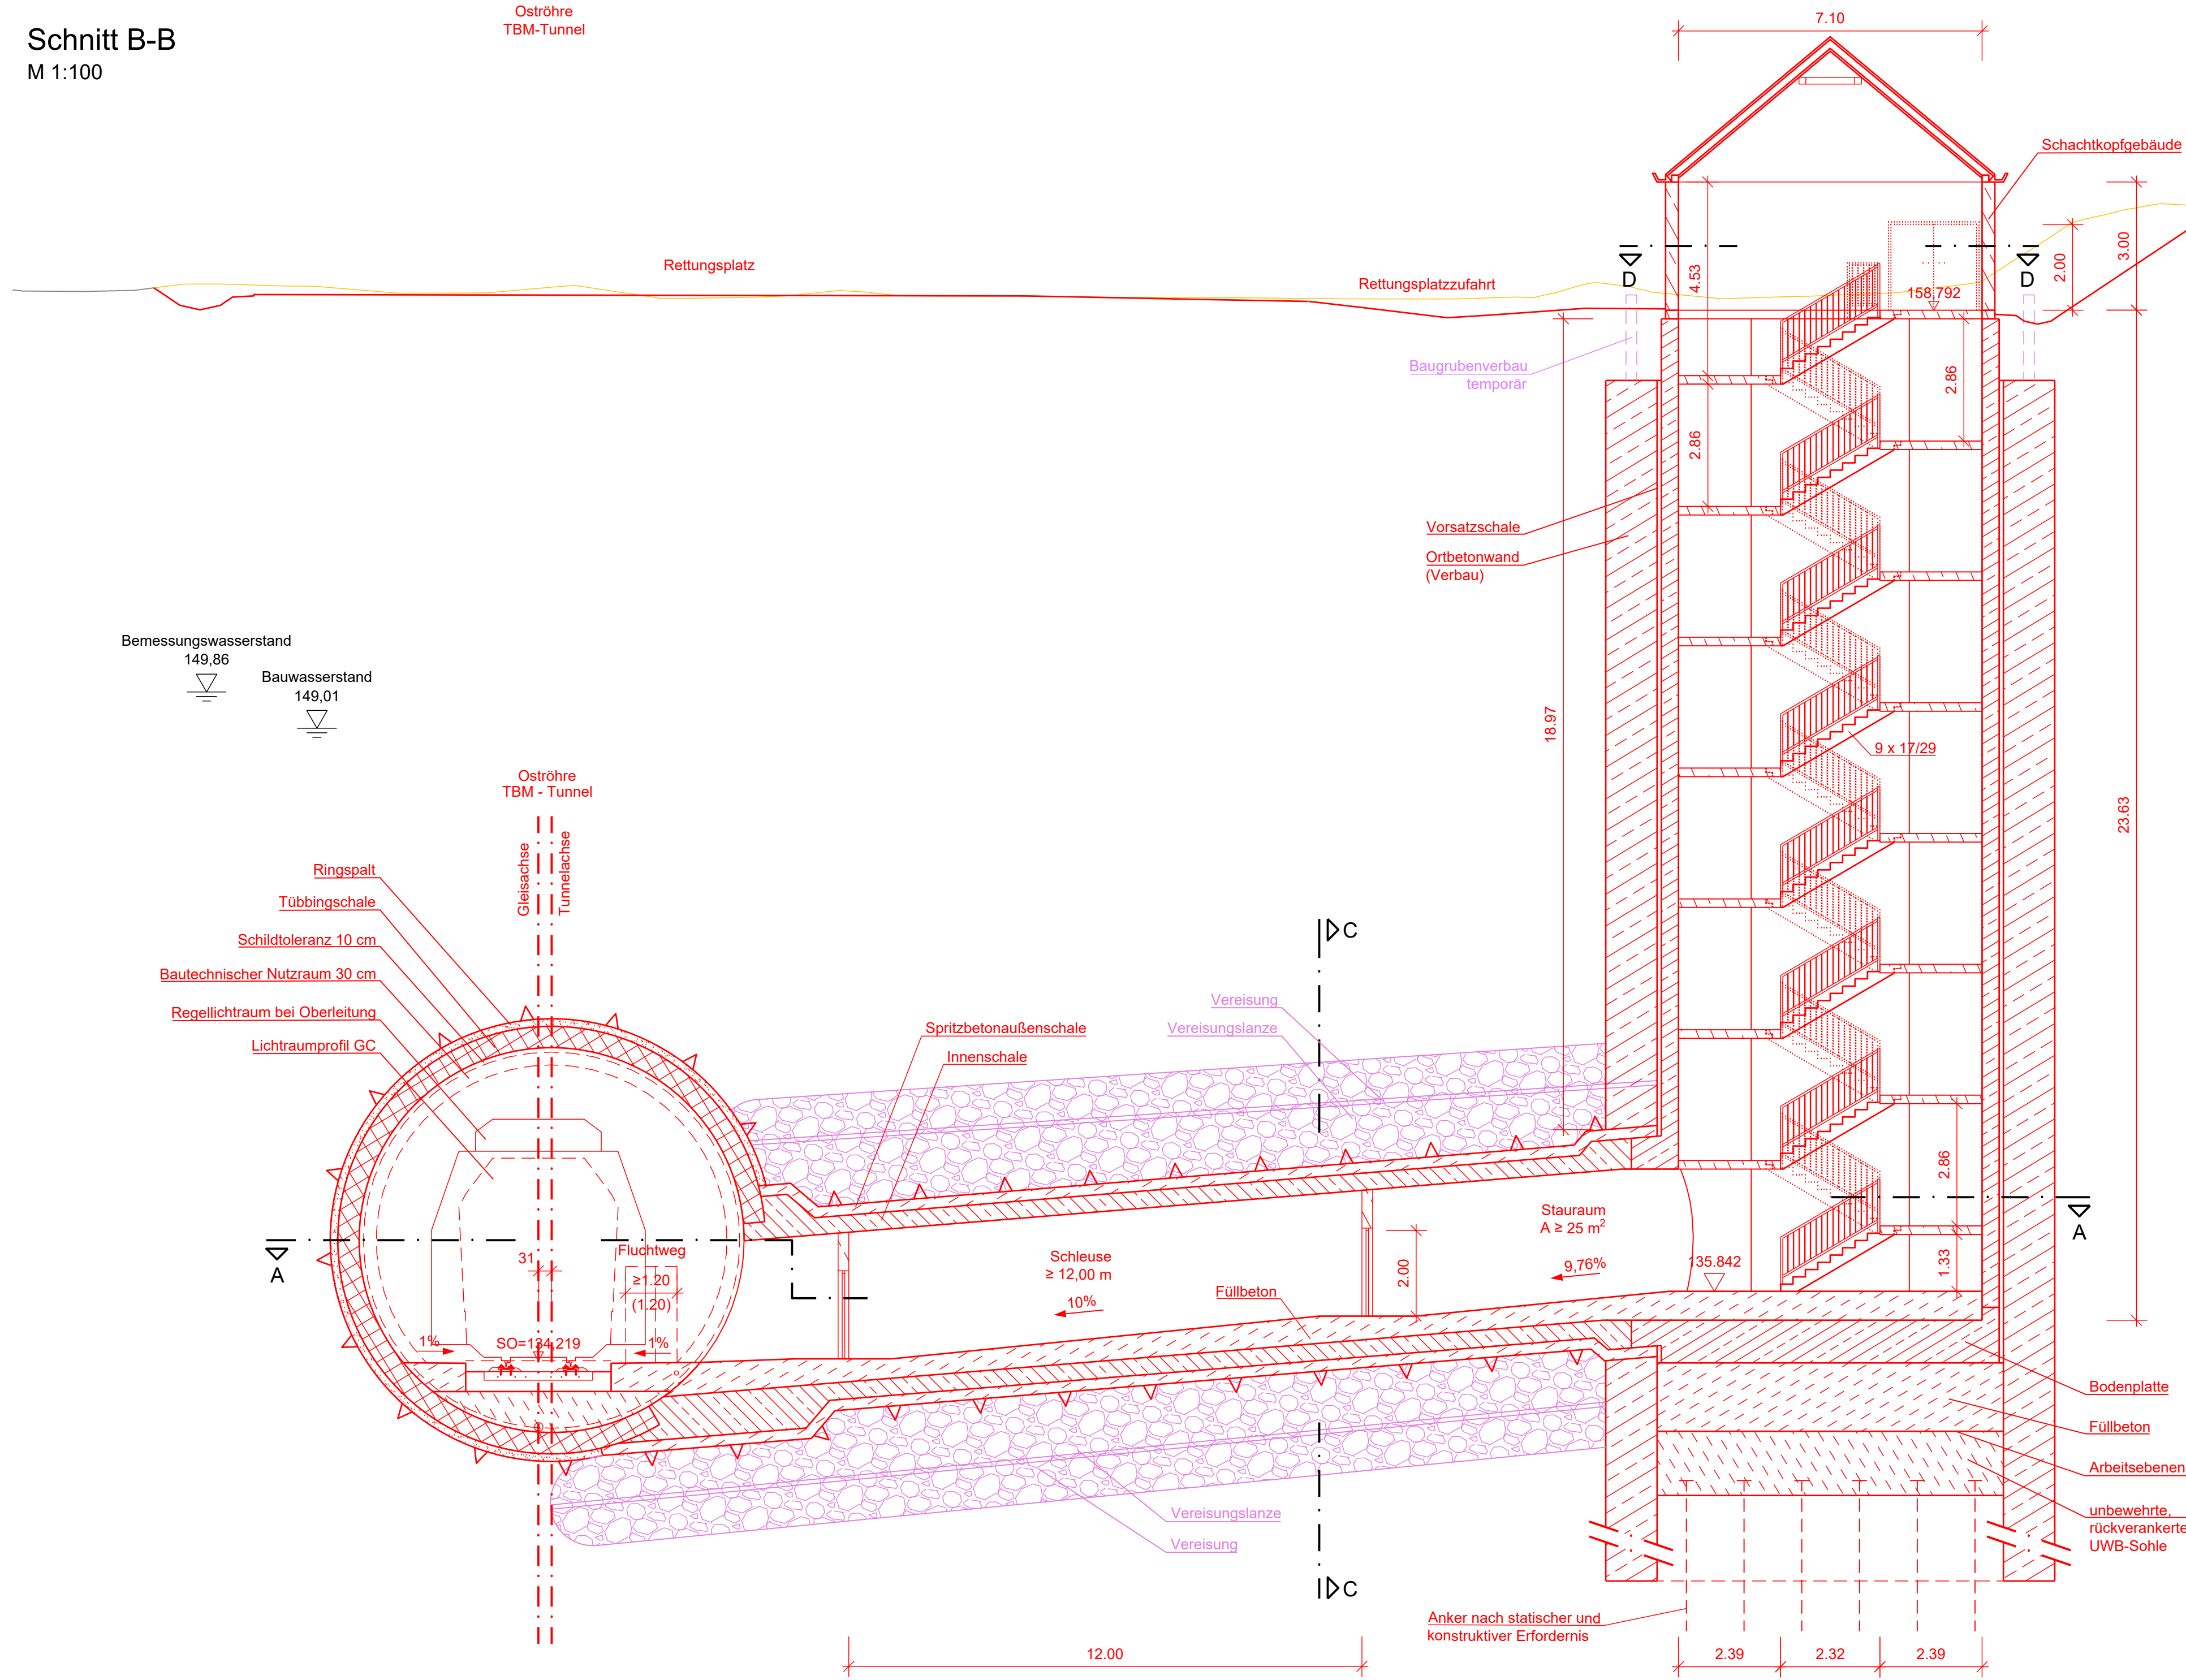 Schnitt B-B
M 1:100
Oströhre
TBM-Tunnel
7.10
Schachtkopfgebäude
Rettungsplatz
Rettungsplatzzufahrt
4.53
158,792
D
D
2.00
3.00
Baugrubenverbau
temporär
2.86
2.86
Vorsatzschale
Ortbetonwand
(Verbau)
Bemessungswasserstand
149,86
Bauwasserstand
149,01
18.97
9 x 17/29
23.63
Oströhre
TBM - Tunnel
Gleisachse
Tunnelachse
Ringspalt
Tübbingschale
Schildtoleranz 10 cm
Bautechnischer Nutzraum 30 cm
Regellichtraum bei Oberleitung
Lichtraumprofil GC
C
Vereisung
Vereisungslanze
Spritzbetonaußenschale
Innenschale
2.86
Stauraum
A ≥ 25 m²
A
A
31
Fluchtweg
≥1.20
(1.20)
Schleuse
≥ 12,00 m
10%
Füllbeton
2.00
9,76%
135.842
1.33
1%
SO=134,219
1%
Bodenplatte
Füllbeton
Arbeitsebenen
unbewehrte,
rückverankerte
UWB-Sohle
Vereisungslanze
Vereisung
C
Anker nach statischer und
konstruktiver Erfordernis
12.00
2.39
2.32
2.39